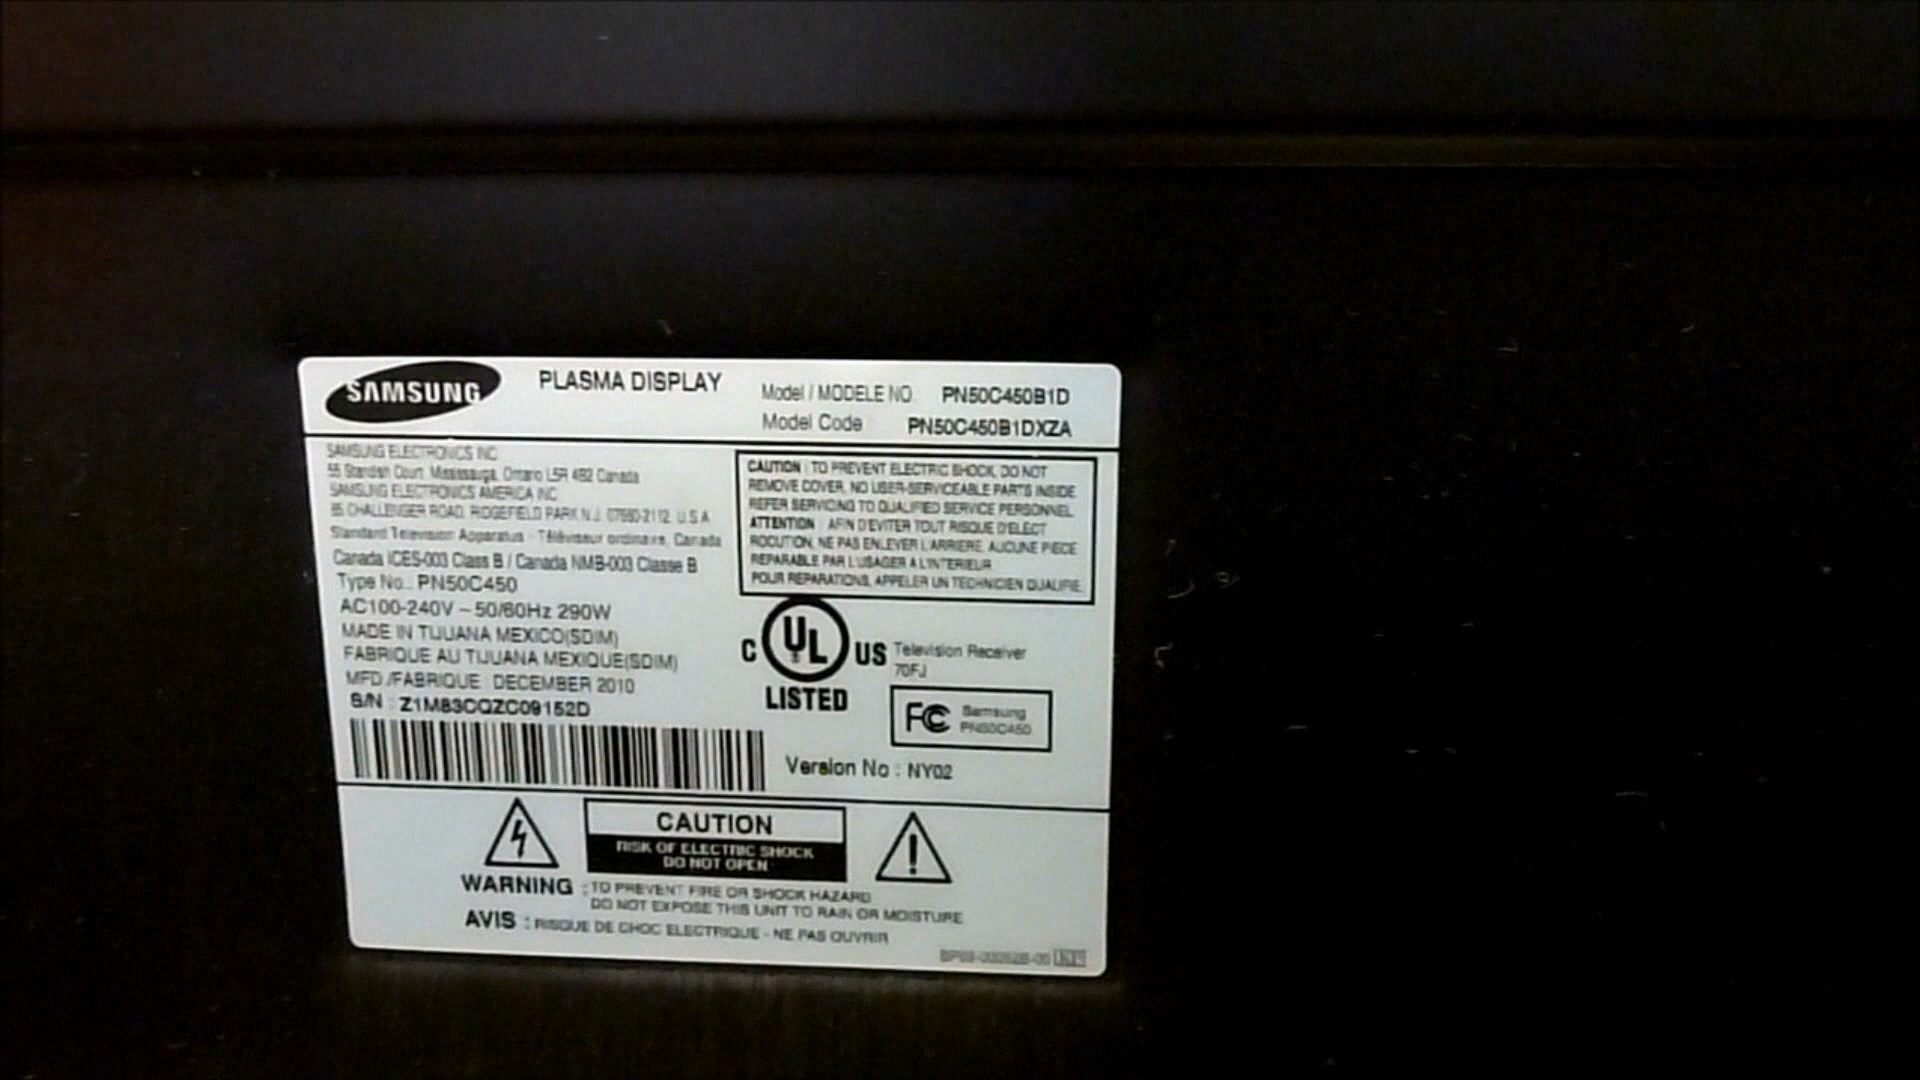 SAMSUNG
PLASMA DISPLAY
Model / MODELE NO. PN50C450B1D
Model Code PN50C450B1DXZA
SAMSUNG ELECTRONICS INC
55 Standish Court, Mississauga, Ontario L5R 4B2 Canada
SAMSUNG ELECTRONICS AMERICA INC
85 CHALLENGER ROAD, RIDGEFIELD PARK N.J. 07660-2112 U.S.A
Standard Television Apparatus - Téléviseur ordinaire, Canada
Canada ICES-003 Class B / Canada NMB-003 Classe B
Type No.. PN50C450
AC100-240V ~ 50/60Hz 290W
MADE IN TIJUANA MEXICO(SDIM)
FABRIQUE AU TIJUANA MEXIQUE(SDIM)
MFD /FABRIQUE DECEMBER 2010
S/N : Z1M83CQZC09152D
CAUTION : TO PREVENT ELECTRIC SHOCK, DO NOT
REMOVE COVER, NO USER-SERVICEABLE PARTS INSIDE.
REFER SERVICING TO QUALIFIED SERVICE PERSONNEL.
ATTENTION : AFIN D'EVITER TOUT RISQUE D'ELECT
ROCUTION, NE PAS ENLEVER L'ARRIERE, AUCUNE PIECE
REPARABLE PAR L'USAGER A L'INTERIEUR
POUR REPARATIONS, APPELER UN TECHNICIEN QUALIFIE.
C UL US
LISTED
Television Receiver
70FJ
FC Samsung
PN50C450
Version No : NY02
CAUTION
RISK OF ELECTRIC SHOCK
DO NOT OPEN
WARNING : TO PREVENT FIRE OR SHOCK HAZARD
DO NOT EXPOSE THIS UNIT TO RAIN OR MOISTURE
AVIS : RISQUE DE CHOC ELECTRIQUE - NE PAS OUVRIR